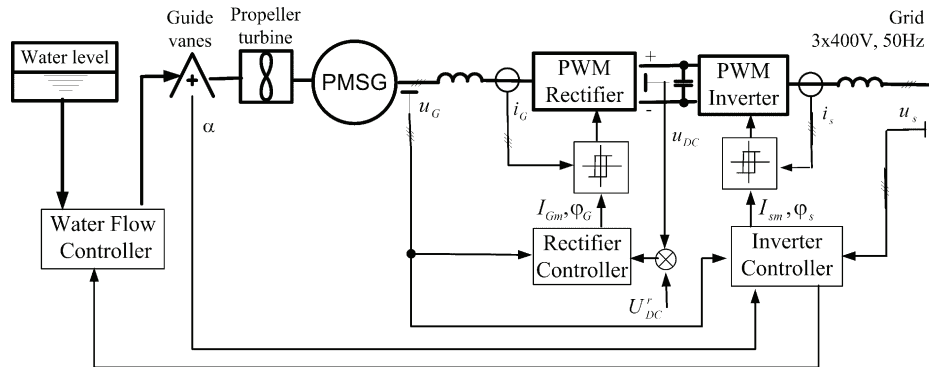 Guide
vanes
Propeller
turbine
Grid
3x400V, 50Hz
Water level
PMSG
PWM
Rectifier
+
-
PWM
Inverter
+
α
u_G
i_G
u_DC
i_s
u_s
I_Gm, φ_G
I_sm, φ_s
Water Flow
Controller
Rectifier
Controller
Inverter
Controller
U^r_DC